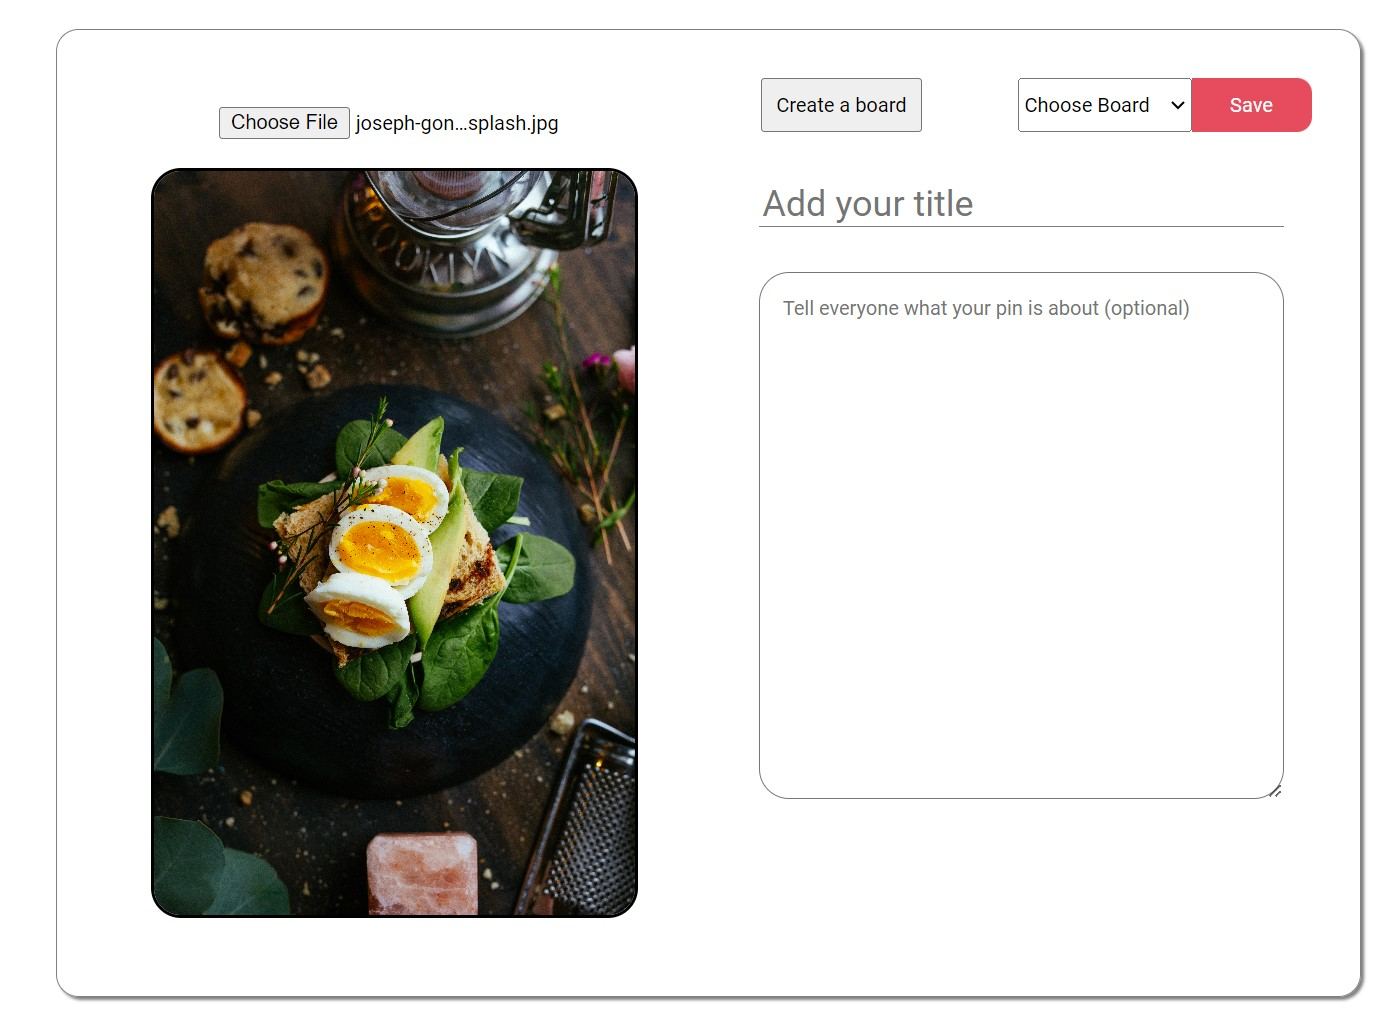 Create a board
Choose Board
Save
Choose File joseph-gon...splash.jpg
Add your title
Tell everyone what your pin is about (optional)
OOKLYN